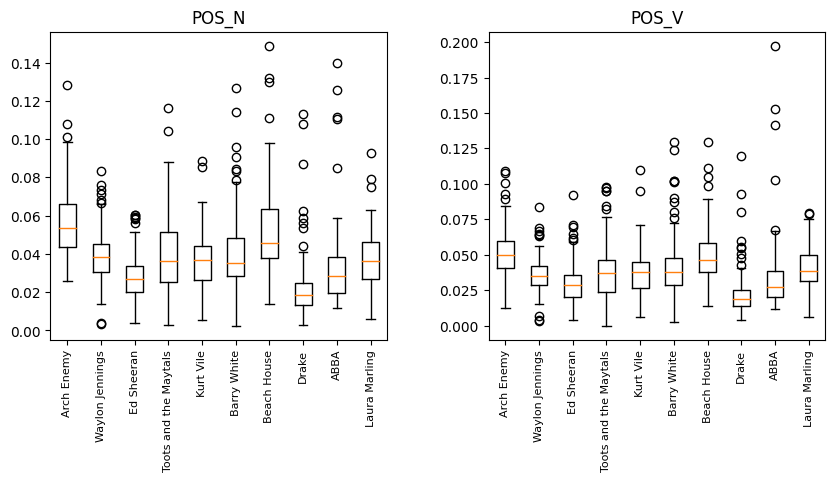 POS_N
0.14
0.12
0.10
0.08
0.06
0.04
0.02
0.00
Arch Enemy
Waylon Jennings
Ed Sheeran
Toots and the Maytals
Kurt Vile
Barry White
Beach House
Drake
ABBA
Laura Marling
POS_V
0.200
0.175
0.150
0.125
0.100
0.075
0.050
0.025
0.000
Arch Enemy
Waylon Jennings
Ed Sheeran
Toots and the Maytals
Kurt Vile
Barry White
Beach House
Drake
ABBA
Laura Marling